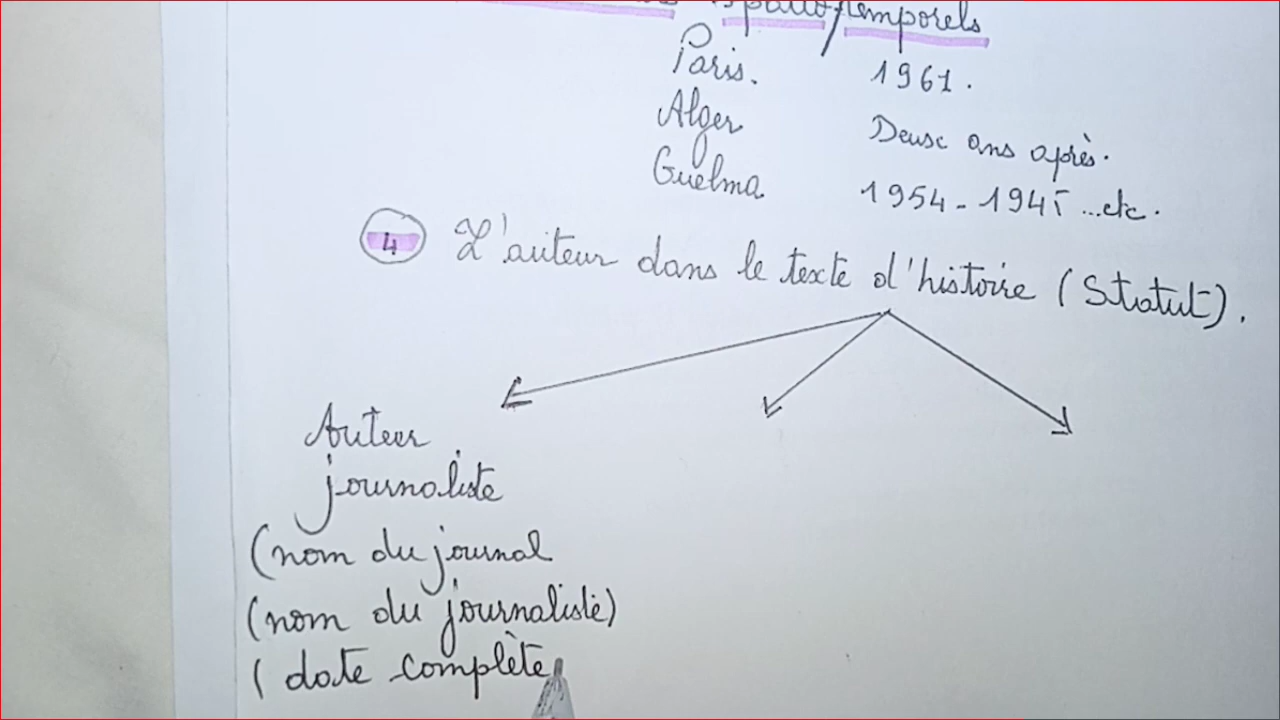 spatio/temporels
Paris. 1961.
Alger Deux ans après.
Guelma 1954-1945 ...etc.
4 L'auteur dans le texte d'histoire (Statut).
Auteur
journaliste
(nom du journal
(nom du journaliste)
( date complète